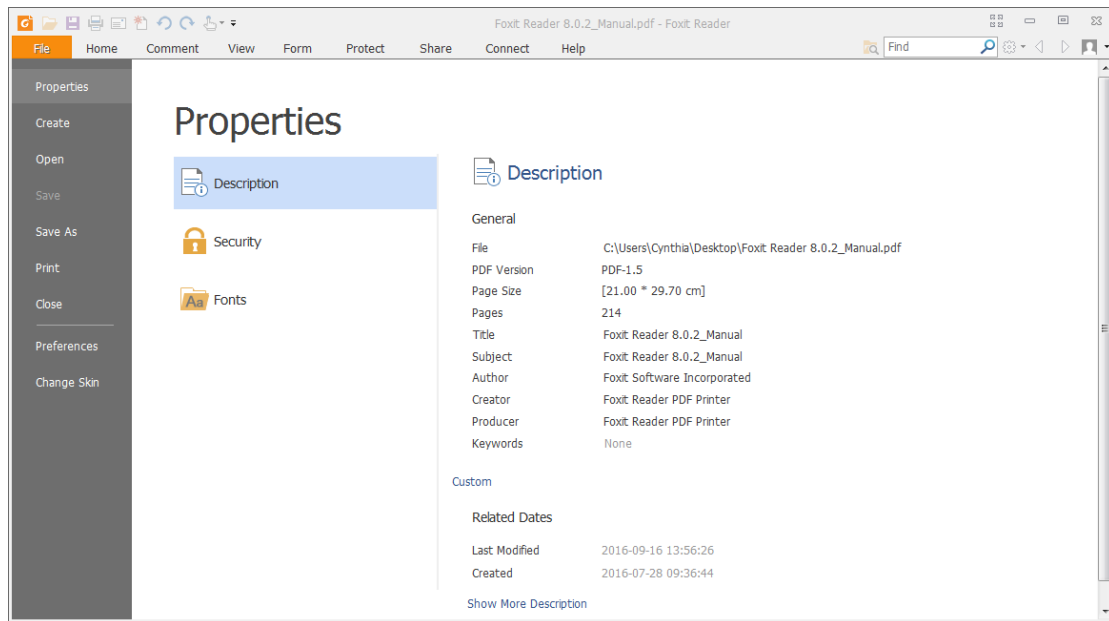 Foxit Reader 8.0.2_Manual.pdf - Foxit Reader
File Home Comment View Form Protect Share Connect Help Find
Properties
Create
Open
Save
Save As
Print
Close
Preferences
Change Skin
Properties
Description
Security
Aa Fonts
Description
General
File C:\Users\Cynthia\Desktop\Foxit Reader 8.0.2_Manual.pdf
PDF Version PDF-1.5
Page Size [21.00 * 29.70 cm]
Pages 214
Title Foxit Reader 8.0.2_Manual
Subject Foxit Reader 8.0.2_Manual
Author Foxit Software Incorporated
Creator Foxit Reader PDF Printer
Producer Foxit Reader PDF Printer
Keywords None
Custom
Related Dates
Last Modified 2016-09-16 13:56:26
Created 2016-07-28 09:36:44
Show More Description